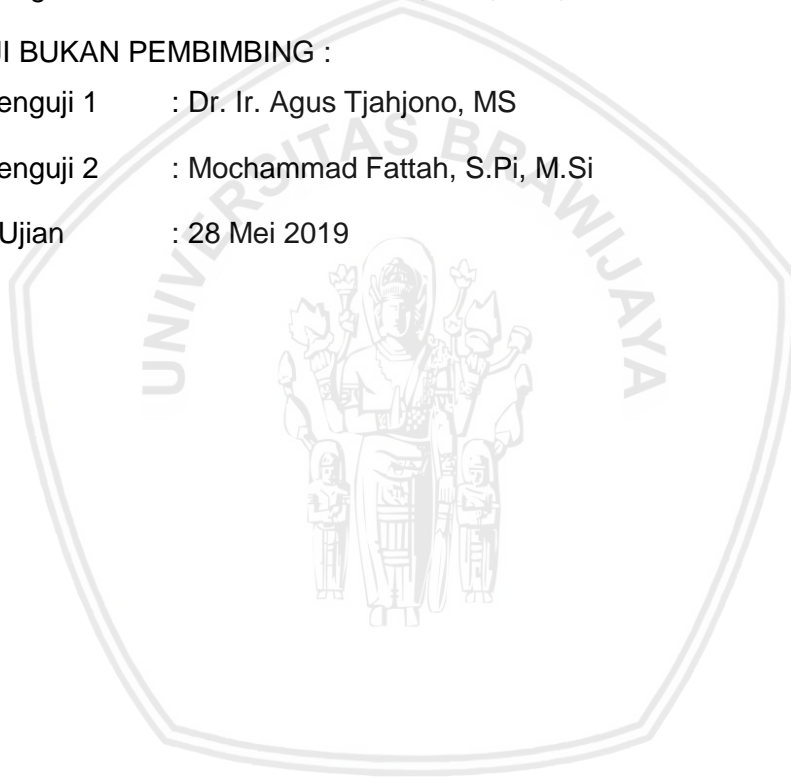 JI BUKAN PEMBIMBING :
enguji 1 : Dr. Ir. Agus Tjahjono, MS
enguji 2 : Mochammad Fattah, S.Pi, M.Si
Ujian : 28 Mei 2019
UNIVERSITAS BRAWIJAYA